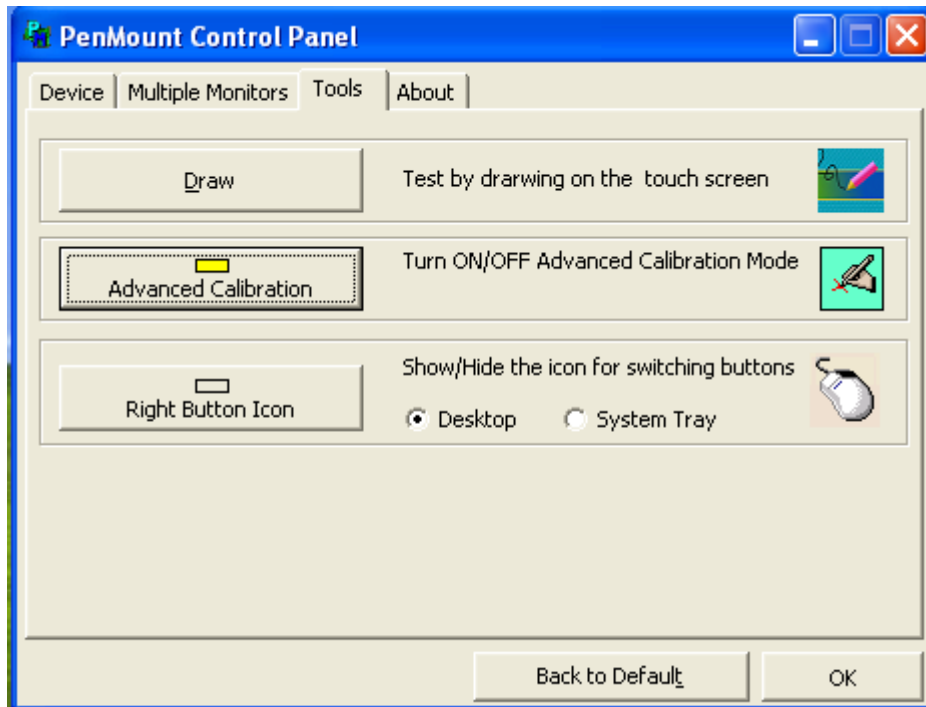 PenMount Control Panel
Device Multiple Monitors Tools About
Draw Test by drarwing on the touch screen
Advanced Calibration Turn ON/OFF Advanced Calibration Mode
Show/Hide the icon for switching buttons
Right Button Icon Desktop System Tray
Back to Default OK